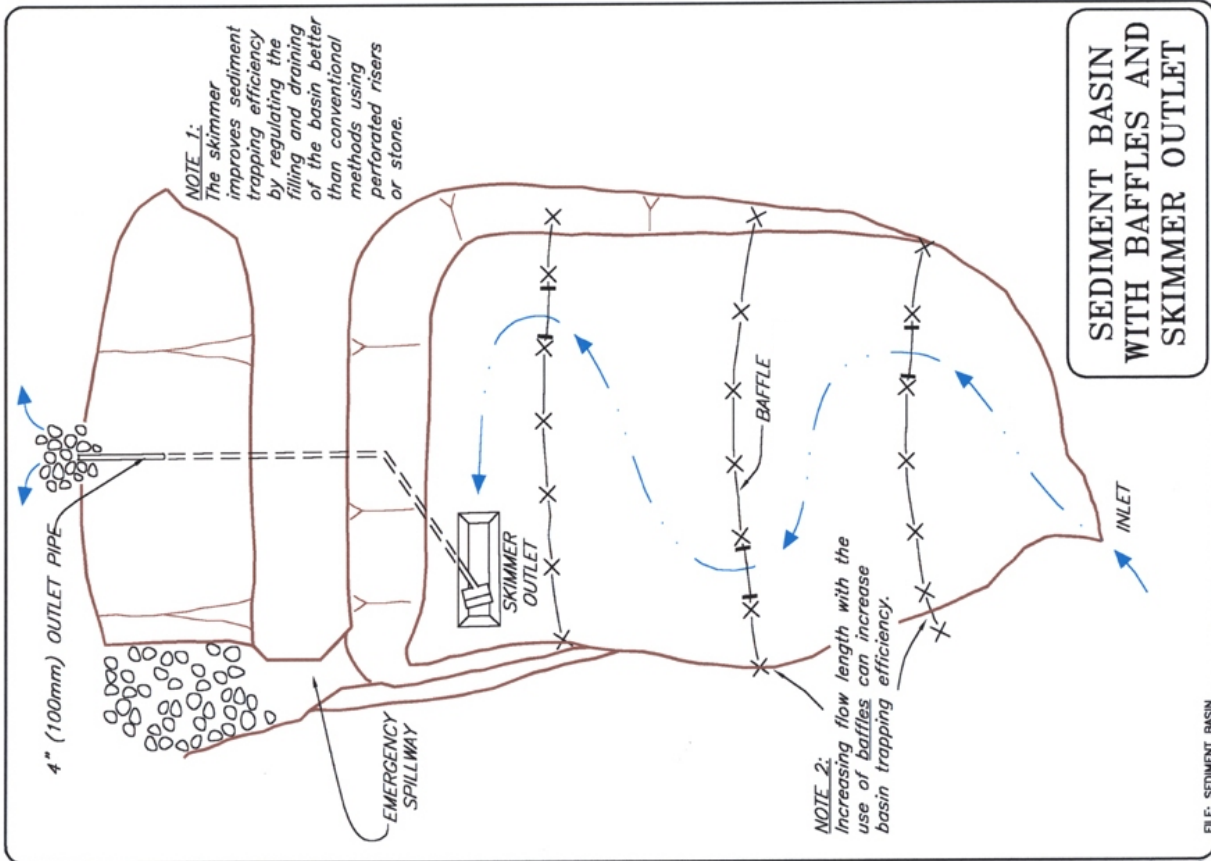 4" (100mm) OUTLET PIPE
NOTE 1:
The skimmer
improves sediment
trapping efficiency
by regulating the
filling and draining
of the basin better
than conventional
methods using
perforated risers
or stone.
EMERGENCY
SPILLWAY
SKIMMER
OUTLET
BAFFLE
NOTE 2:
Increasing flow length with the
use of baffles can increase
basin trapping efficiency.
INLET
SEDIMENT BASIN
WITH BAFFLES AND
SKIMMER OUTLET
FILE: SEDIMENT BASIN